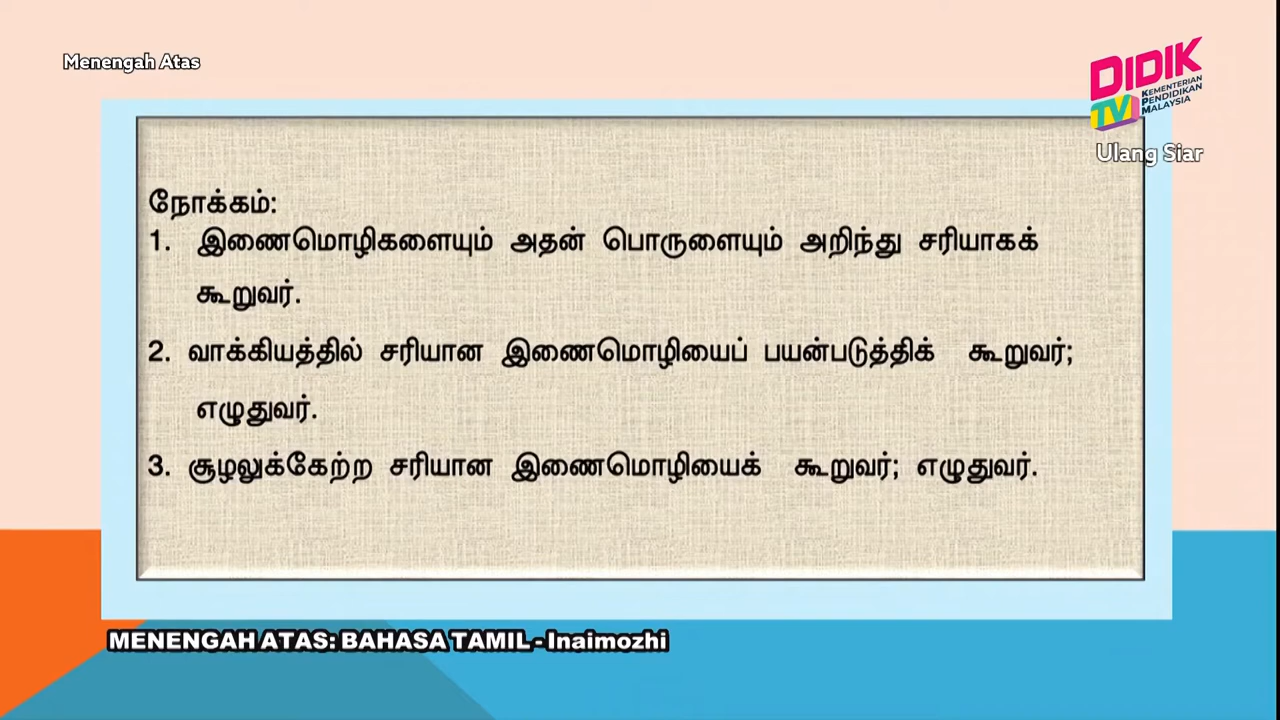 Menengah Atas
DIDIK
TV
KEMENTERIAN
PENDIDIKAN
MALAYSIA
Ulang Siar
நோக்கம்:
1. இணைமொழிகளையும் அதன் பொருளையும் அறிந்து சரியாகக்
கூறுவர்.
2. வாக்கியத்தில் சரியான இணைமொழியைப் பயன்படுத்திக் கூறுவர்;
எழுதுவர்.
3. சூழலுக்கேற்ற சரியான இணைமொழியைக் கூறுவர்; எழுதுவர்.
MENENGAH ATAS: BAHASA TAMIL - Inaimozhi